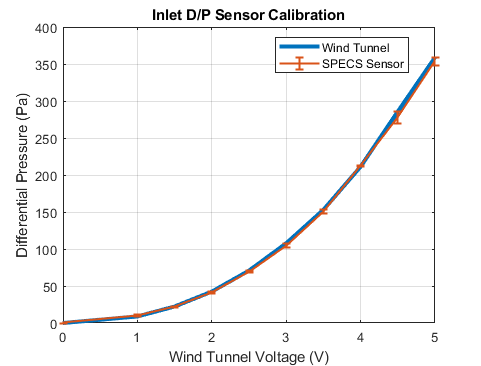 Inlet D/P Sensor Calibration
Wind Tunnel
SPECS Sensor
Differential Pressure (Pa)
400
350
300
250
200
150
100
50
0
0 1 2 3 4 5
Wind Tunnel Voltage (V)